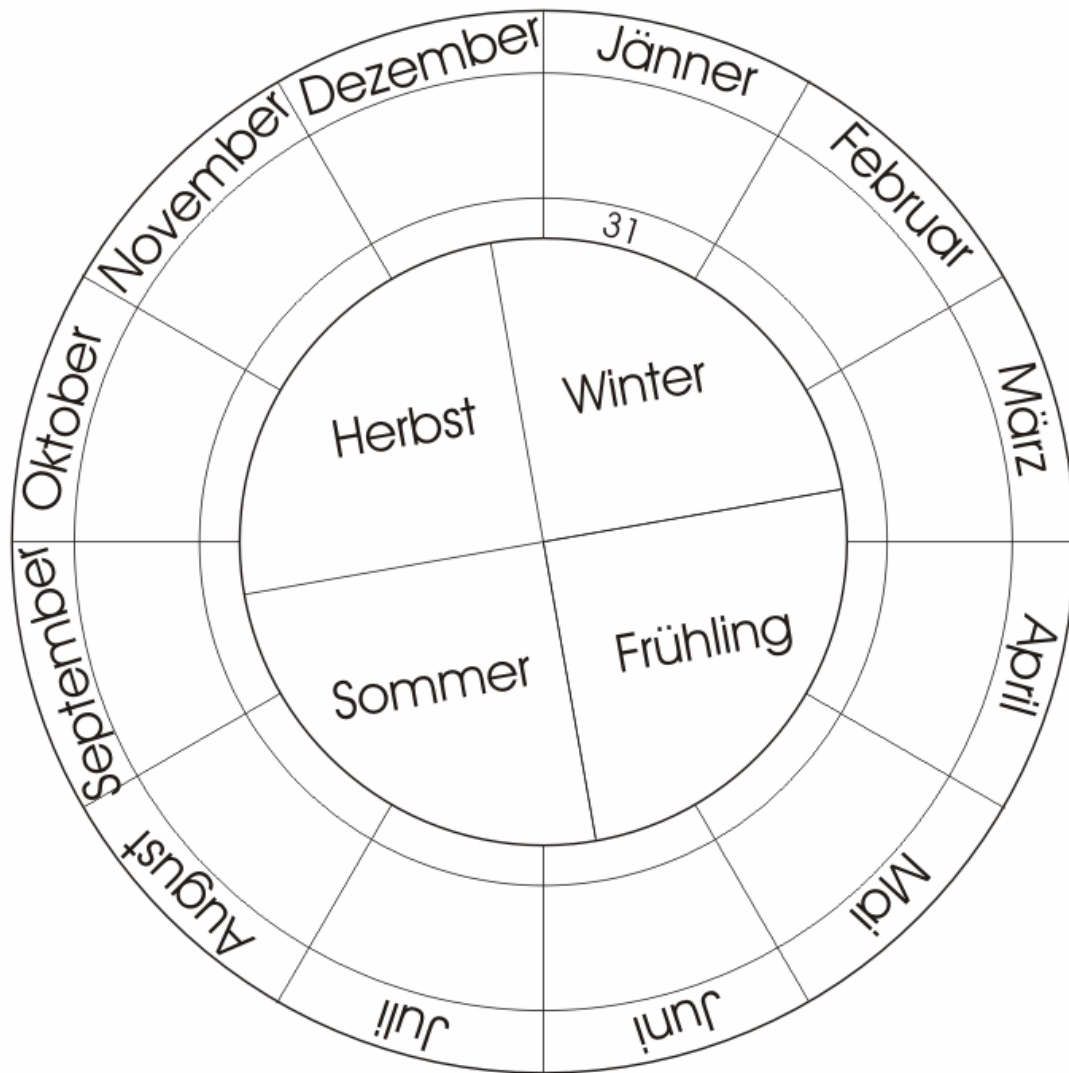 Jänner
Februar
März
April
Mai
Juni
Juli
August
September
Oktober
November
Dezember
31
Winter
Frühling
Sommer
Herbst